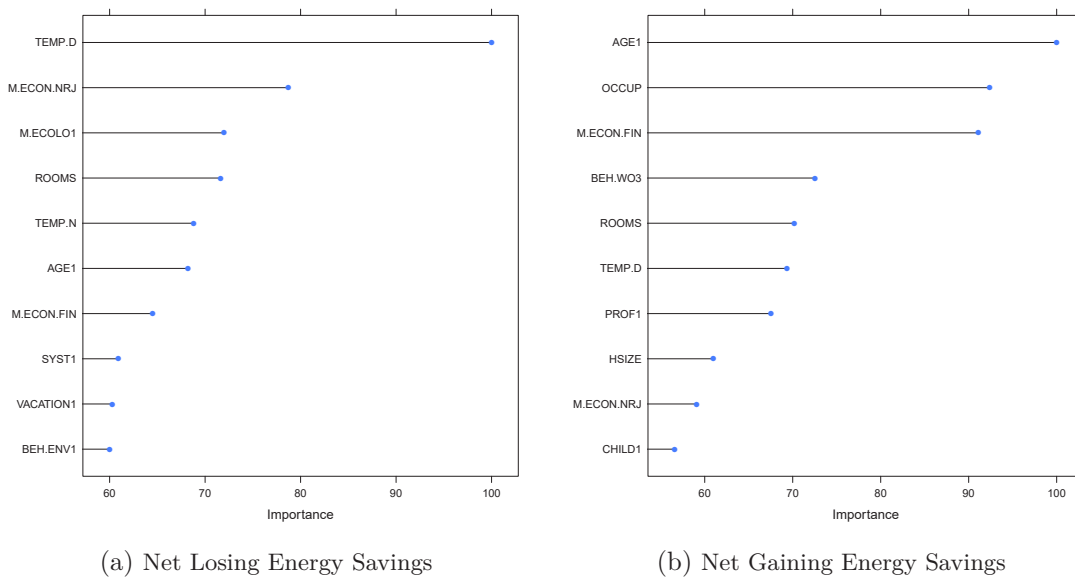 TEMP.D
M.ECON.NRJ
M.ECOLO1
ROOMS
TEMP.N
AGE1
M.ECON.FIN
SYST1
VACATION1
BEH.ENV1
60 70 80 90 100
Importance
(a) Net Losing Energy Savings
AGE1
OCCUP
M.ECON.FIN
BEH.WO3
ROOMS
TEMP.D
PROF1
HSIZE
M.ECON.NRJ
CHILD1
60 70 80 90 100
Importance
(b) Net Gaining Energy Savings